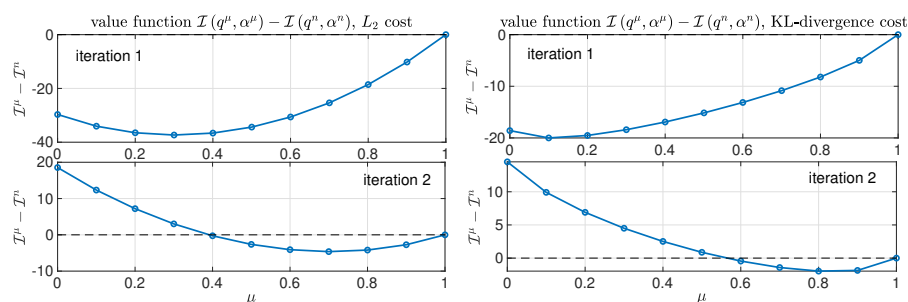 value function $\mathcal{I}(q^{\mu}, \alpha^{\mu}) - \mathcal{I}(q^{n}, \alpha^{n})$, $L_2$ cost
0
-20
-40
$\mathcal{I}^{\mu} - \mathcal{I}^{n}$
iteration 1
0 0.2 0.4 0.6 0.8 1
20
10
0
-10
$\mathcal{I}^{\mu} - \mathcal{I}^{n}$
iteration 2
0 0.2 0.4 0.6 0.8 1
$\mu$
value function $\mathcal{I}(q^{\mu}, \alpha^{\mu}) - \mathcal{I}(q^{n}, \alpha^{n})$, KL-divergence cost
0
-10
-20
$\mathcal{I}^{\mu} - \mathcal{I}^{n}$
iteration 1
0 0.2 0.4 0.6 0.8 1
10
5
0
$\mathcal{I}^{\mu} - \mathcal{I}^{n}$
iteration 2
0 0.2 0.4 0.6 0.8 1
$\mu$